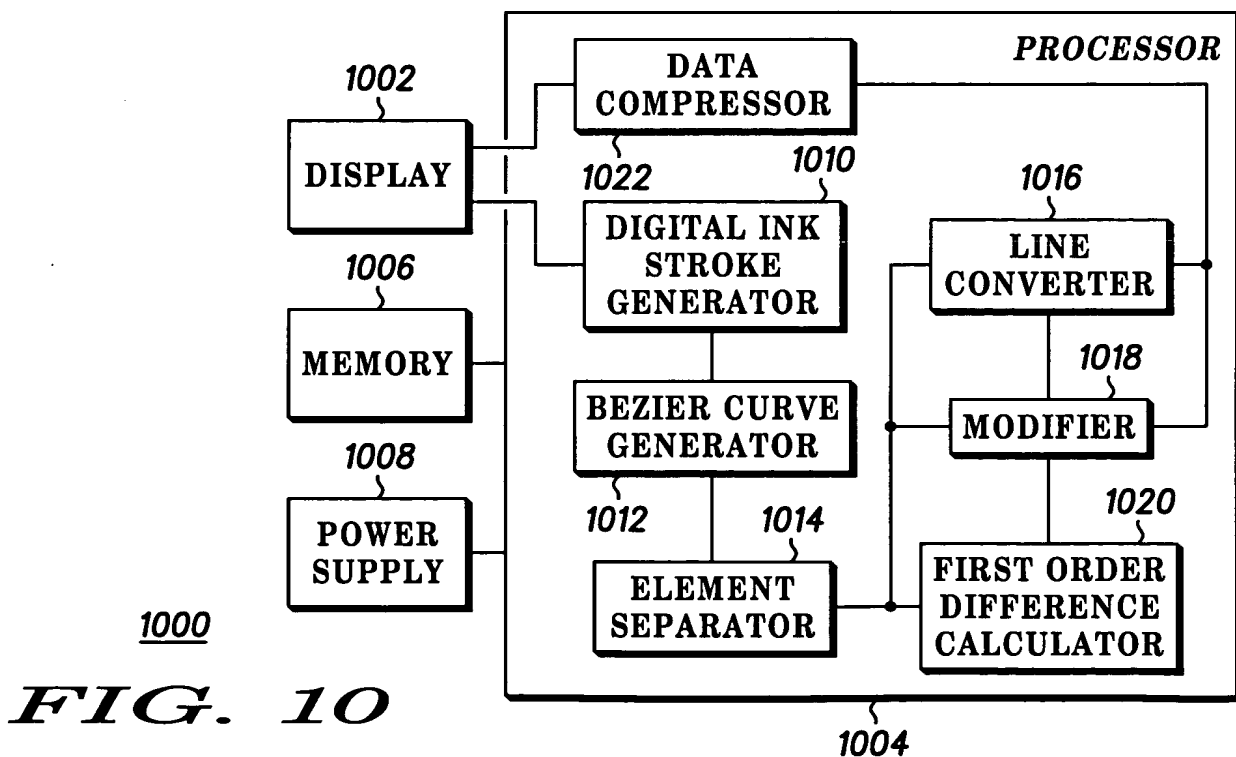 PROCESSOR
DATA
COMPRESSOR
1022
1002
DISPLAY
1010
DIGITAL INK
STROKE
GENERATOR
1016
LINE
CONVERTER
1006
MEMORY
1018
MODIFIER
BEZIER CURVE
GENERATOR
1012
1008
POWER
SUPPLY
1014
ELEMENT
SEPARATOR
1020
FIRST ORDER
DIFFERENCE
CALCULATOR
1000
FIG. 10
1004